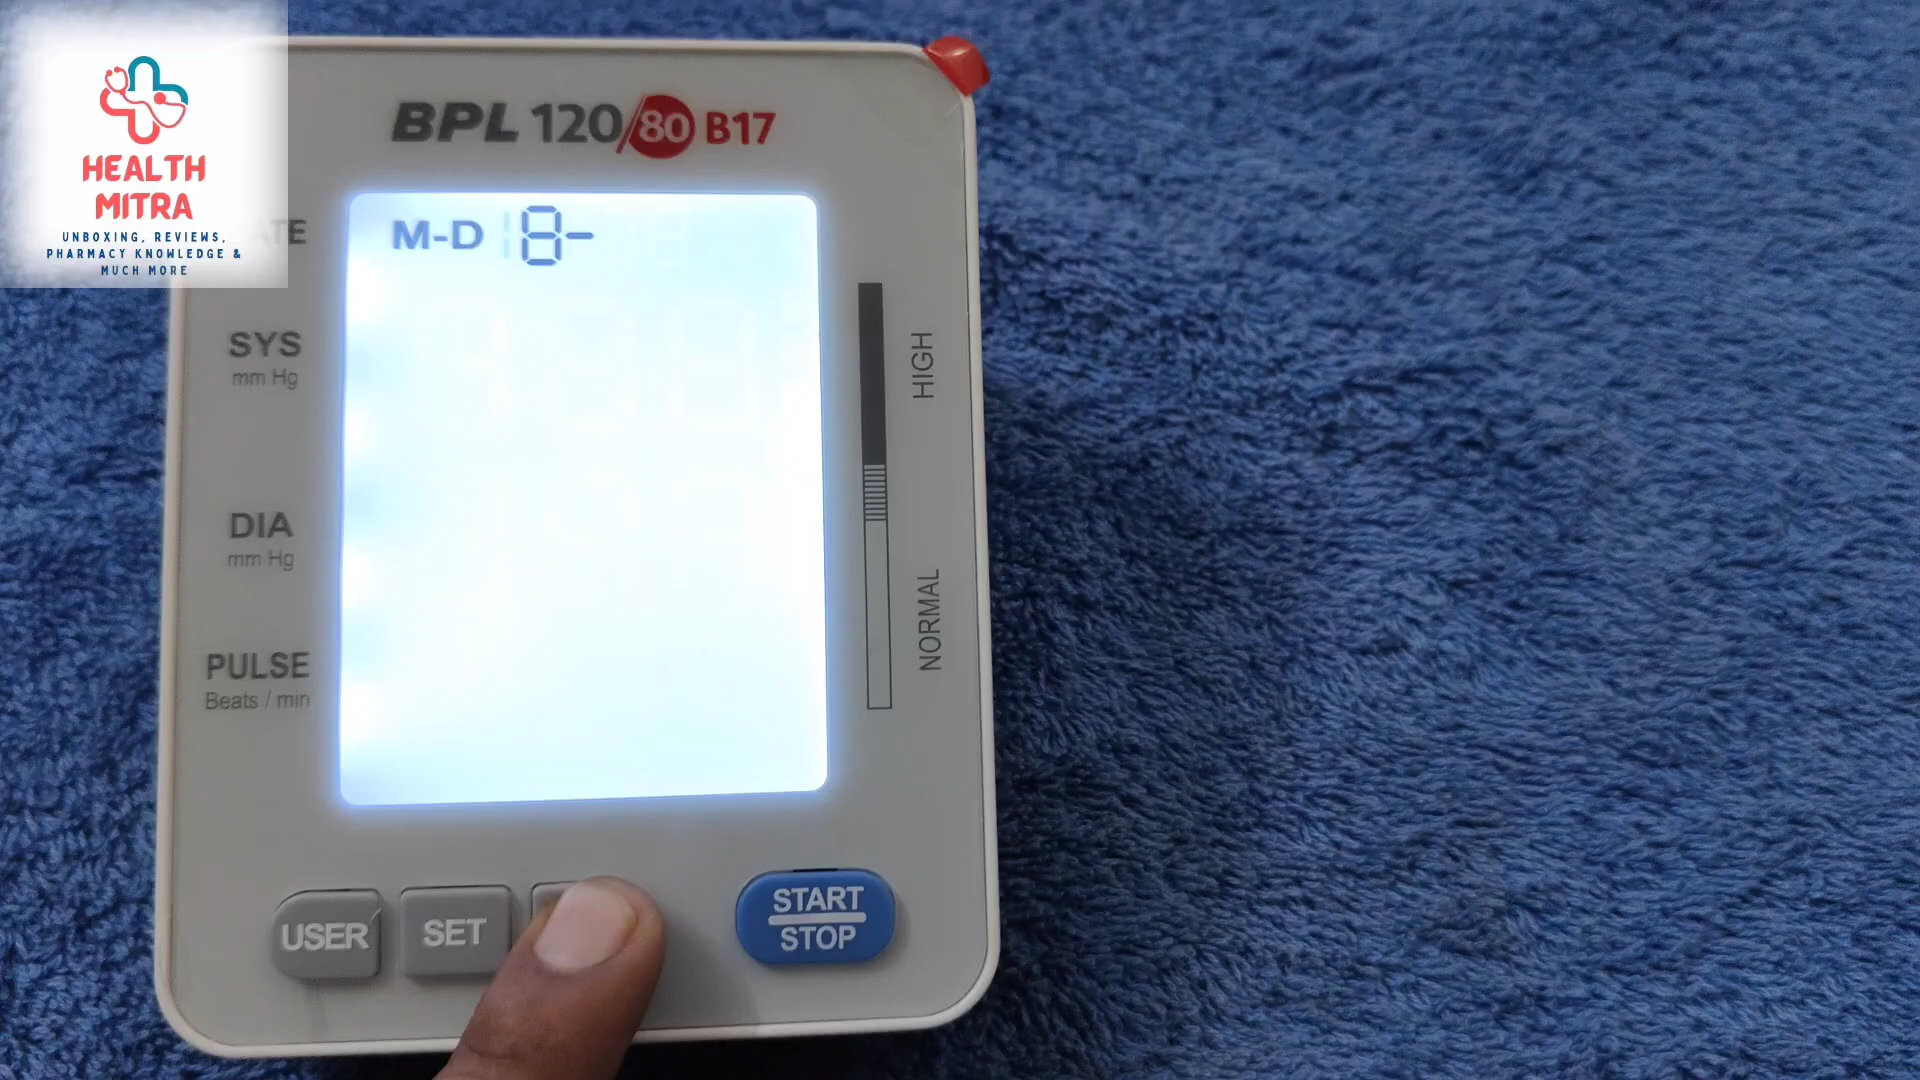 HEALTH
MITRA
UNBOXING, REVIEWS,
PHARMACY KNOWLEDGE &
MUCH MORE
BPL 120/80 B17
M-D 8-
SYS
mm Hg
DIA
mm Hg
PULSE
Beats / min
HIGH
NORMAL
USER
SET
START
STOP